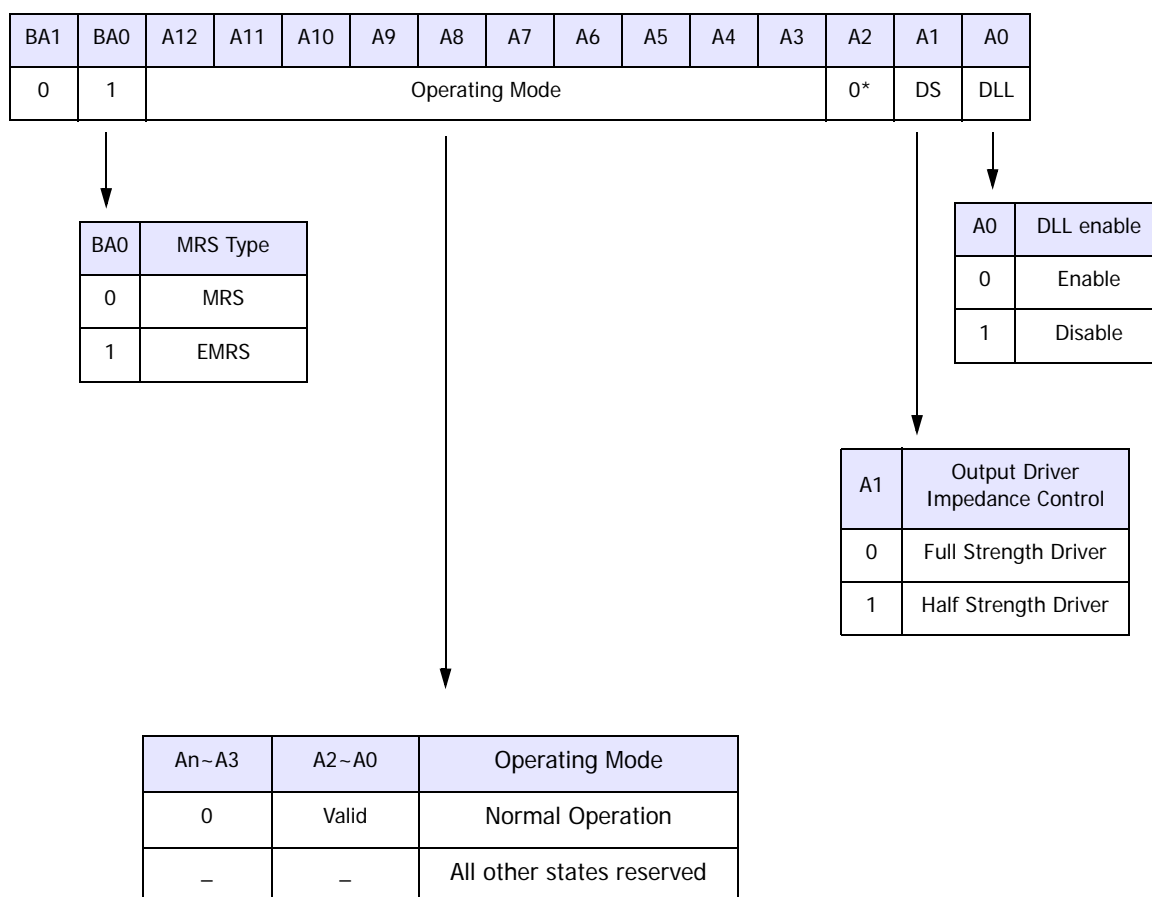 BA1 BA0 A12 A11 A10 A9 A8 A7 A6 A5 A4 A3 A2 A1 A0
0 1 Operating Mode 0* DS DLL
BA0 MRS Type
0 MRS
1 EMRS
A0 DLL enable
0 Enable
1 Disable
A1 Output Driver
Impedance Control
0 Full Strength Driver
1 Half Strength Driver
An~A3 A2~A0 Operating Mode
0 Valid Normal Operation
_ _ All other states reserved